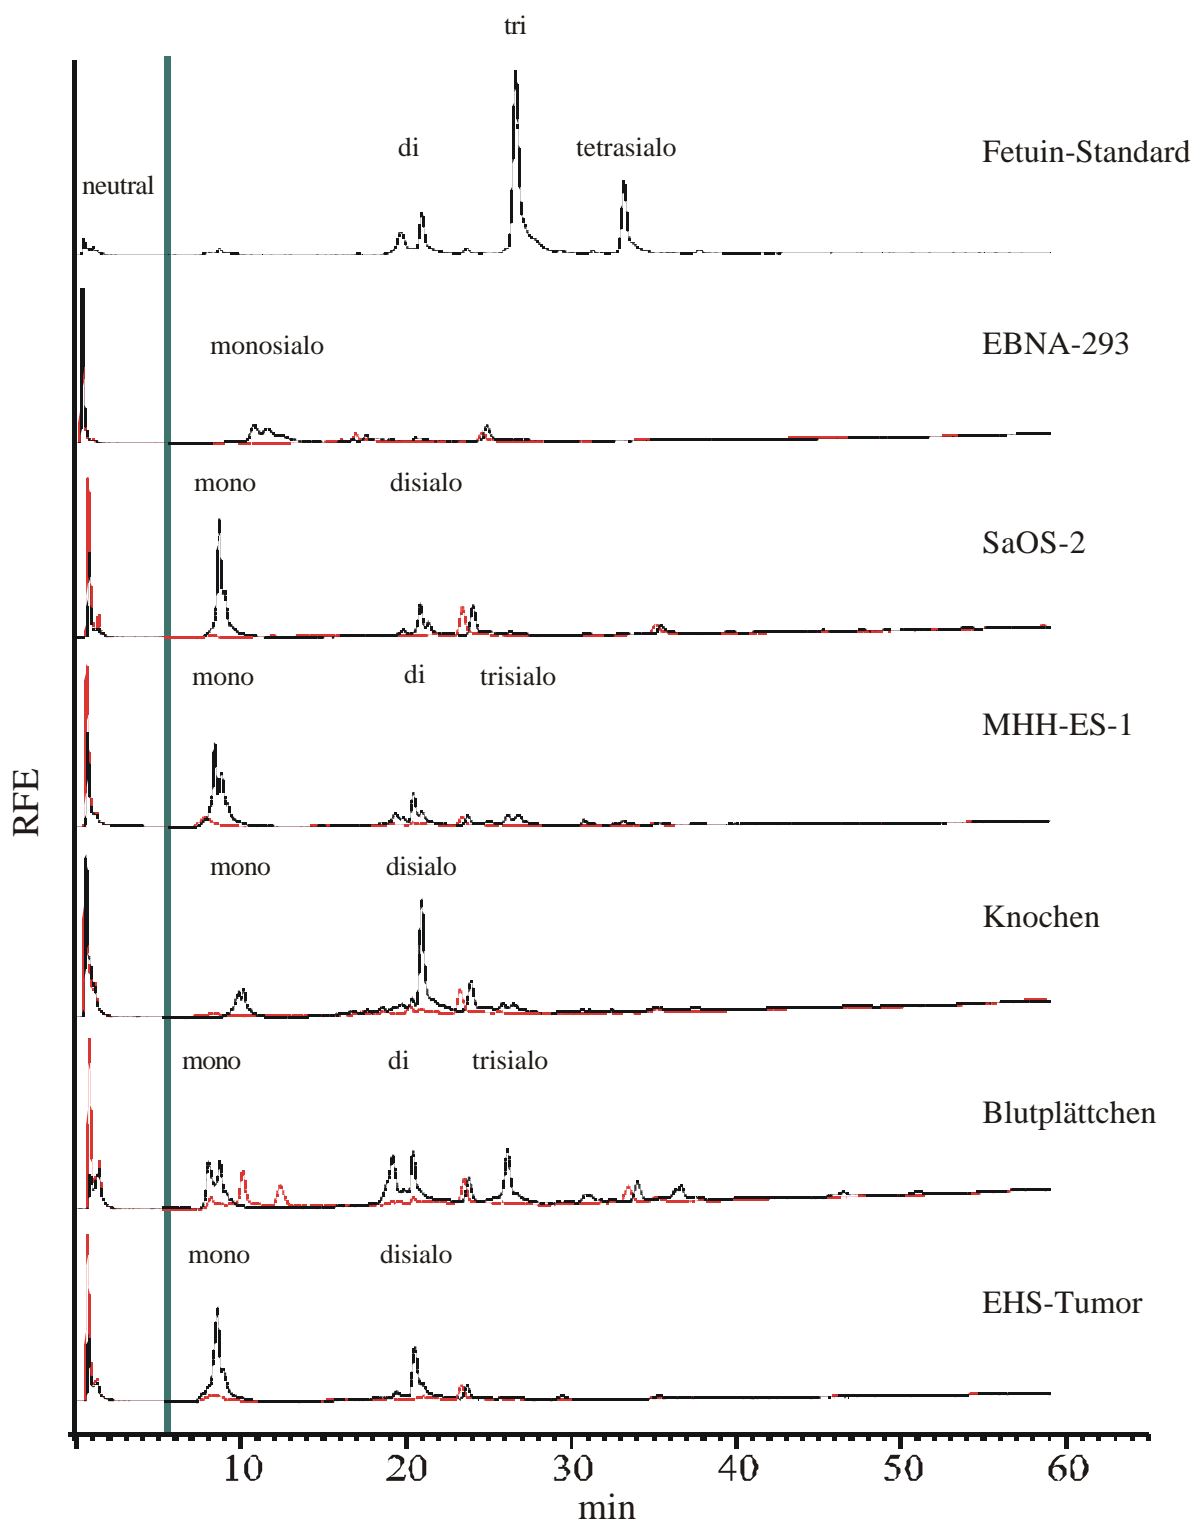 tri
di
tetrasialo
Fetuin-Standard
neutral
monosialo
EBNA-293
mono
disialo
SaOS-2
mono
di
trisialo
MHH-ES-1
RFE
mono
disialo
Knochen
mono
di
trisialo
Blutplättchen
mono
disialo
EHS-Tumor
10 20 30 40 50 60
min